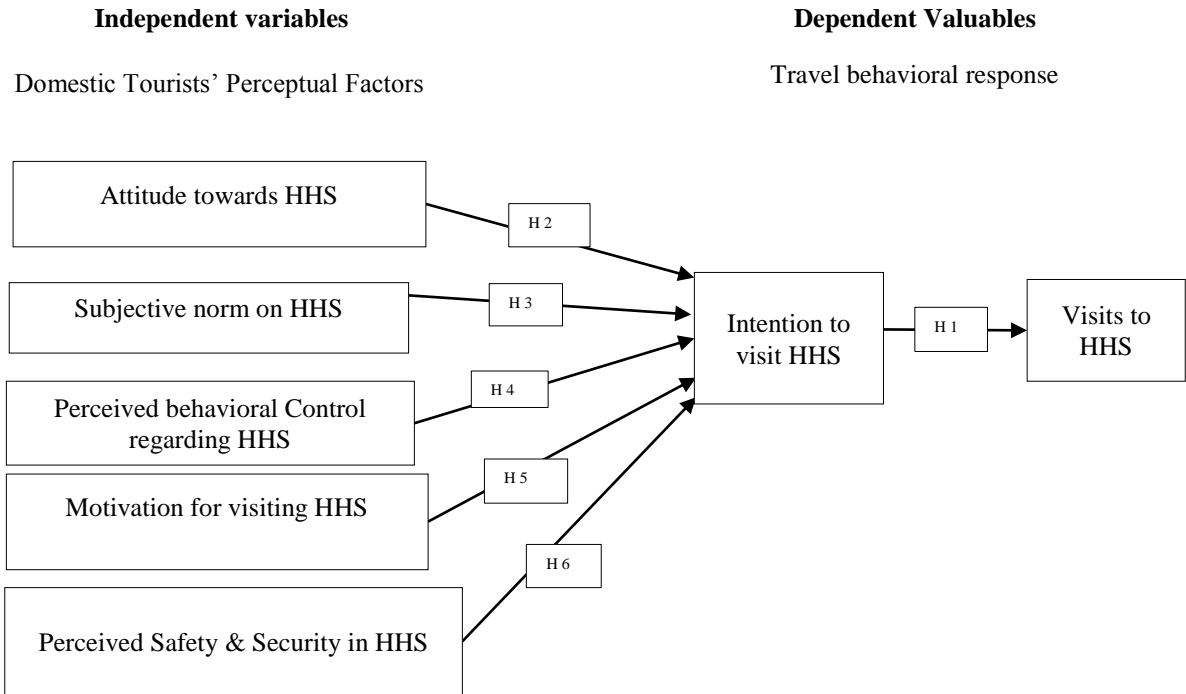 Independent variables
Dependent Valuables
Domestic Tourists’ Perceptual Factors
Travel behavioral response
Attitude towards HHS
H 2
Subjective norm on HHS
H 3
Intention to
visit HHS
H 1
Visits to
HHS
Perceived behavioral Control
regarding HHS
H 4
Motivation for visiting HHS
H 5
H 6
Perceived Safety & Security in HHS